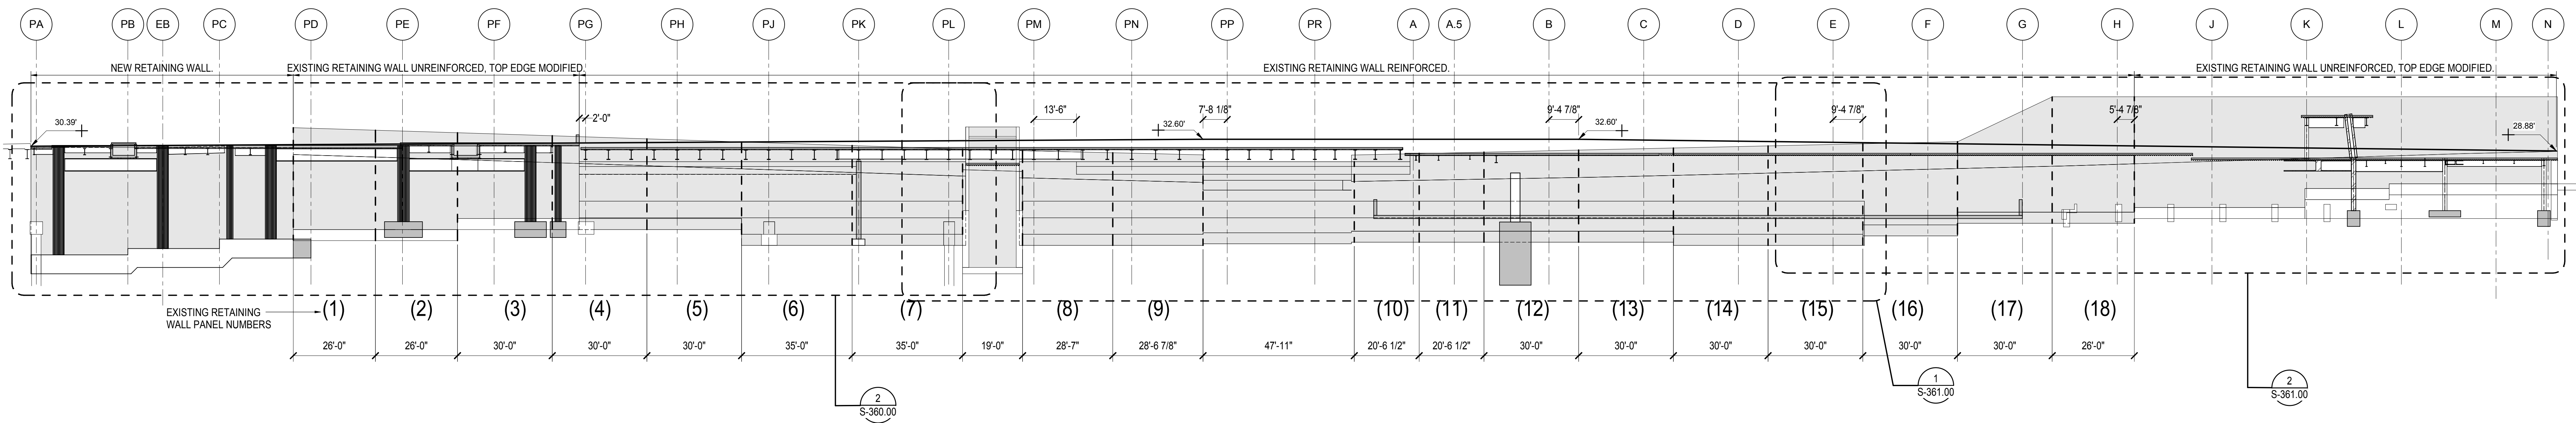 PA PB EB PC PD PE PF PG PH PJ PK PL PM PN PP PR A A.5 B C D E F G H J K L M N
NEW RETAINING WALL. EXISTING RETAINING WALL UNREINFORCED, TOP EDGE MODIFIED. EXISTING RETAINING WALL REINFORCED. EXISTING RETAINING WALL UNREINFORCED, TOP EDGE MODIFIED.
13'-6" 7'-8 1/8" 9'-4 7/8" 9'-4 7/8" 5'-4 7/8"
30.39' 2'-0" 32.60' 32.60' 28.88'
EXISTING RETAINING
WALL PANEL NUMBERS
(1) (2) (3) (4) (5) (6) (7) (8) (9) (10) (11) (12) (13) (14) (15) (16) (17) (18)
26'-0" 26'-0" 30'-0" 30'-0" 30'-0" 35'-0" 35'-0" 19'-0" 28'-7" 28'-6 7/8" 47'-11" 20'-6 1/2" 20'-6 1/2" 30'-0" 30'-0" 30'-0" 30'-0" 30'-0" 30'-0" 26'-0"
2
S-360.00
1
S-361.00
2
S-361.00